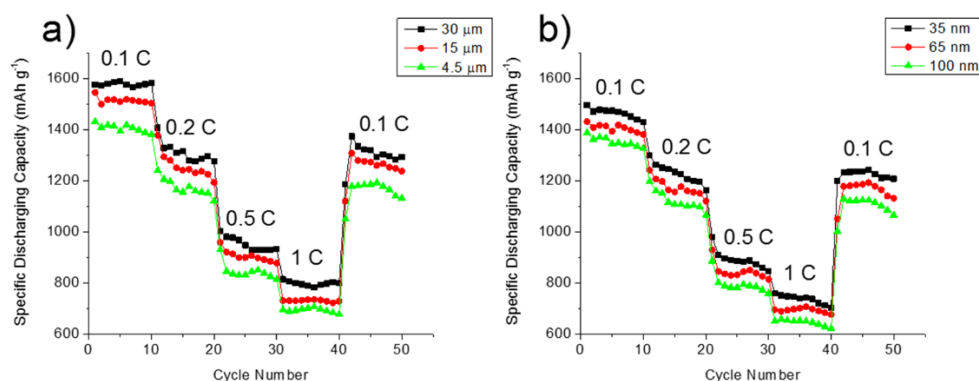 a)
30 μm
15 μm
4.5 μm
0.1 C
0.2 C
0.5 C
1 C
0.1 C
1600
1400
1200
1000
800
600
0 10 20 30 40 50
Specific Discharging Capacity (mAh g⁻¹)
Cycle Number
b)
35 nm
65 nm
100 nm
0.1 C
0.2 C
0.5 C
1 C
0.1 C
1600
1400
1200
1000
800
600
0 10 20 30 40 50
Specific Discharging Capacity (mAh g⁻¹)
Cycle Number